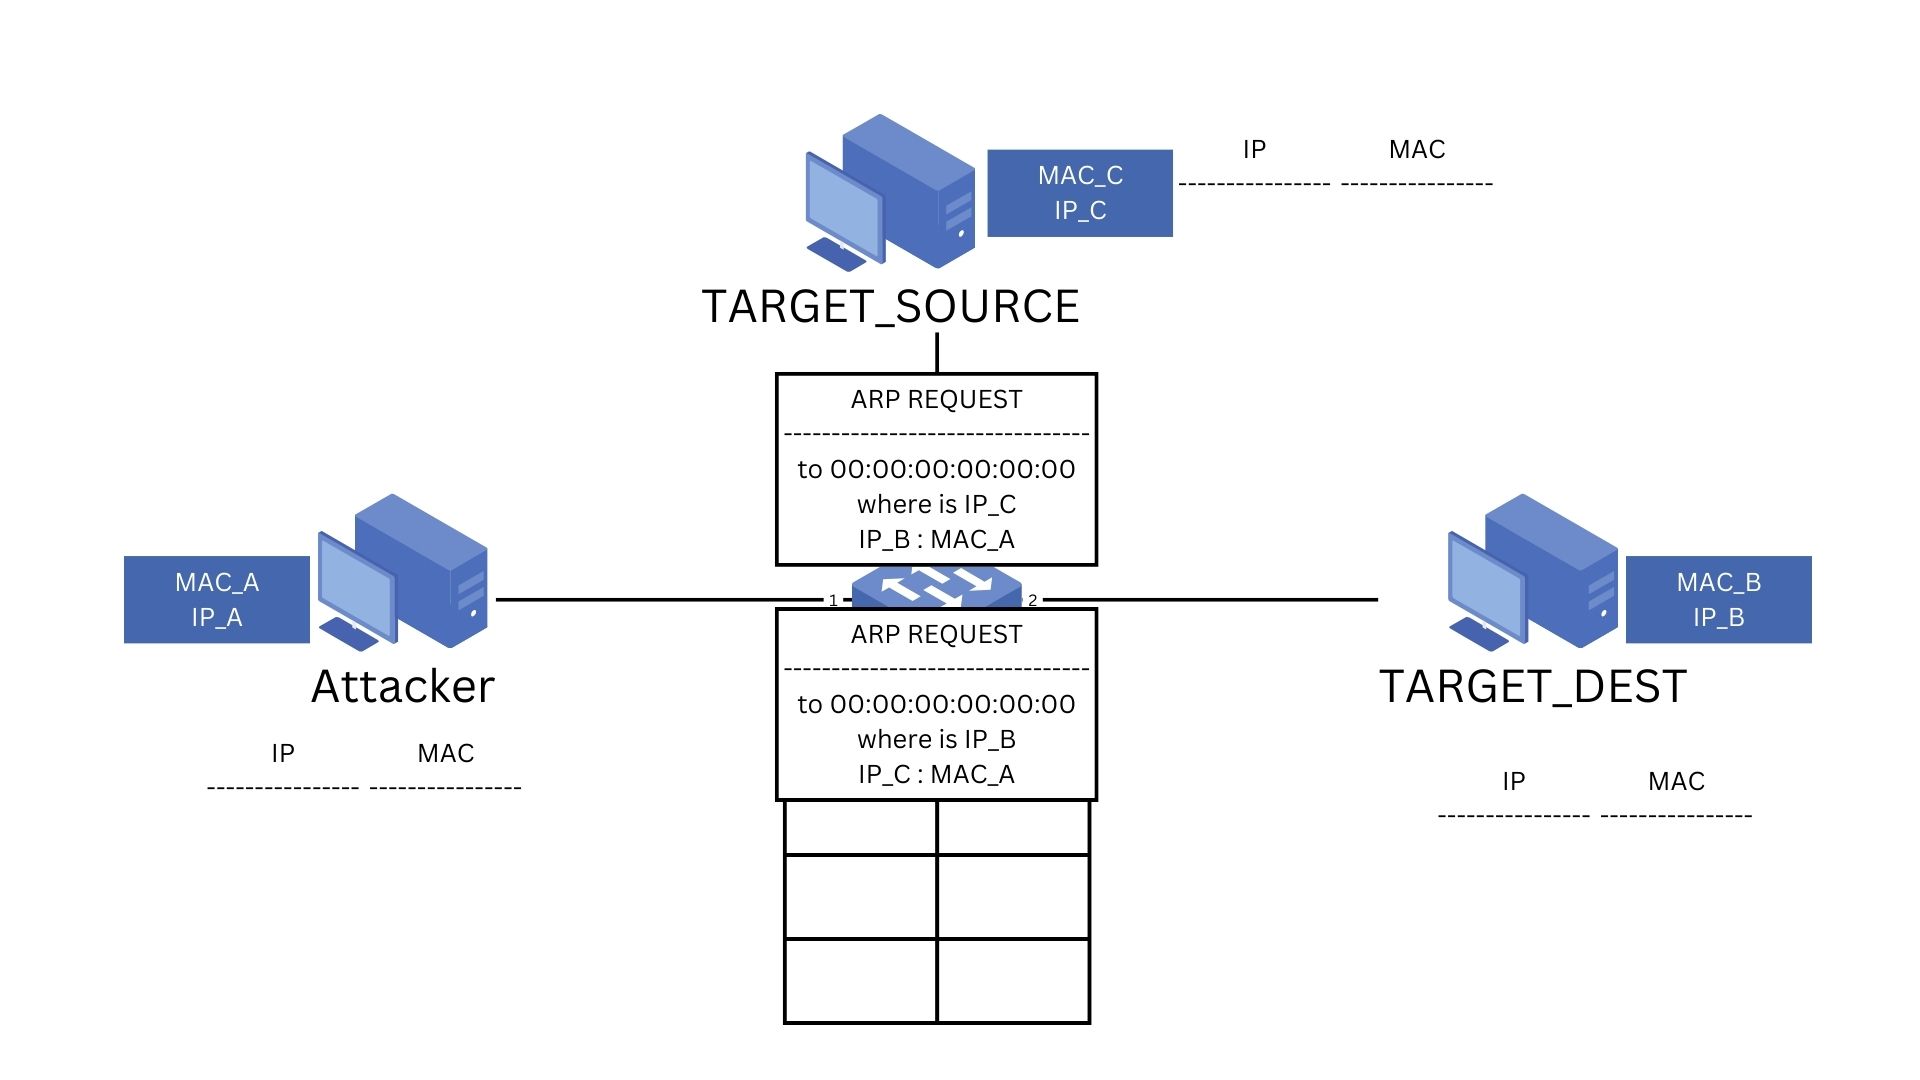 IP MAC
--------------- ---------------
MAC_C
IP_C
TARGET_SOURCE
ARP REQUEST
------------------------------
to 00:00:00:00:00:00
where is IP_C
IP_B : MAC_A
MAC_A
IP_A
Attacker
IP MAC
--------------- ---------------
1
2
ARP REQUEST
------------------------------
to 00:00:00:00:00:00
where is IP_B
IP_C : MAC_A
MAC_B
IP_B
TARGET_DEST
IP MAC
--------------- ---------------